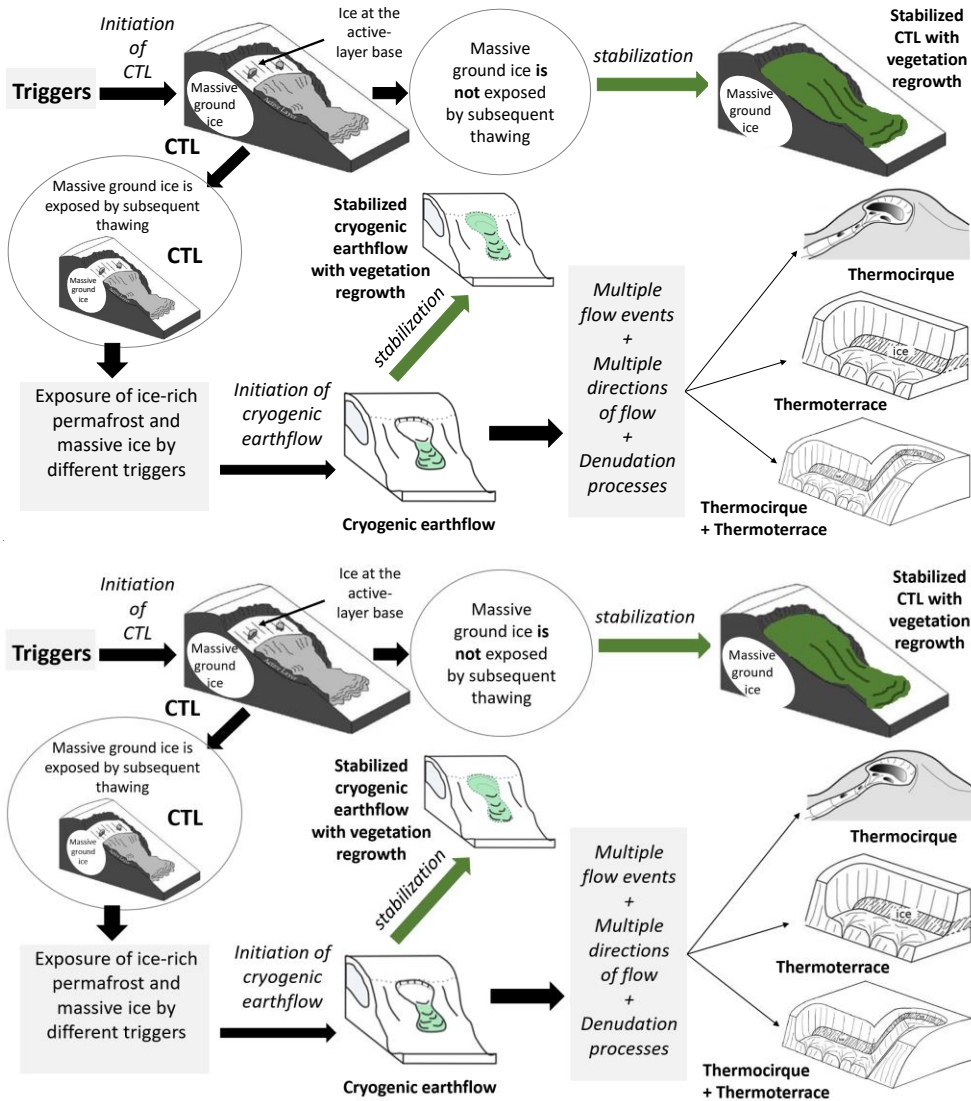 Triggers
Initiation
of
CTL
Ice at the
active-
layer base
Massive
ground
ice
Active Layer
CTL
Massive
ground ice is
not exposed
by subsequent
thawing
stabilization
Massive
ground
ice
Stabilized
CTL with
vegetation
regrowth
Massive ground ice is
exposed by subsequent
thawing
CTL
Massive
ground
ice
Exposure of ice-rich
permafrost and
massive ice by
different triggers
Initiation of
cryogenic
earthflow
Cryogenic earthflow
stabilization
Stabilized
cryogenic
earthflow
with vegetation
regrowth
Multiple
flow events
+
Multiple
directions
of flow
+
Denudation
processes
Thermocirque
ice
Thermoterrace
Thermocirque
+ Thermoterrace
Triggers
Initiation
of
CTL
Ice at the
active-
layer base
Massive
ground
ice
Active Layer
CTL
Massive
ground ice is
not exposed
by subsequent
thawing
stabilization
Massive
ground
ice
Stabilized
CTL with
vegetation
regrowth
Massive ground ice is
exposed by subsequent
thawing
CTL
Massive
ground
ice
Exposure of ice-rich
permafrost and
massive ice by
different triggers
Initiation of
cryogenic
earthflow
Cryogenic earthflow
stabilization
Stabilized
cryogenic
earthflow
with vegetation
regrowth
Multiple
flow events
+
Multiple
directions
of flow
+
Denudation
processes
Thermocirque
ice
Thermoterrace
Thermocirque
+ Thermoterrace